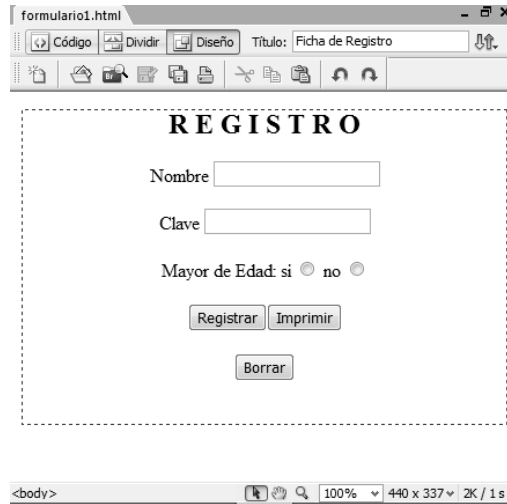 formulario1.html
Código Dividir Diseño Título: Ficha de Registro
R E G I S T R O
Nombre
Clave
Mayor de Edad: si no
Registrar Imprimir
Borrar
<body> 100% 440 x 337 2K / 1 s